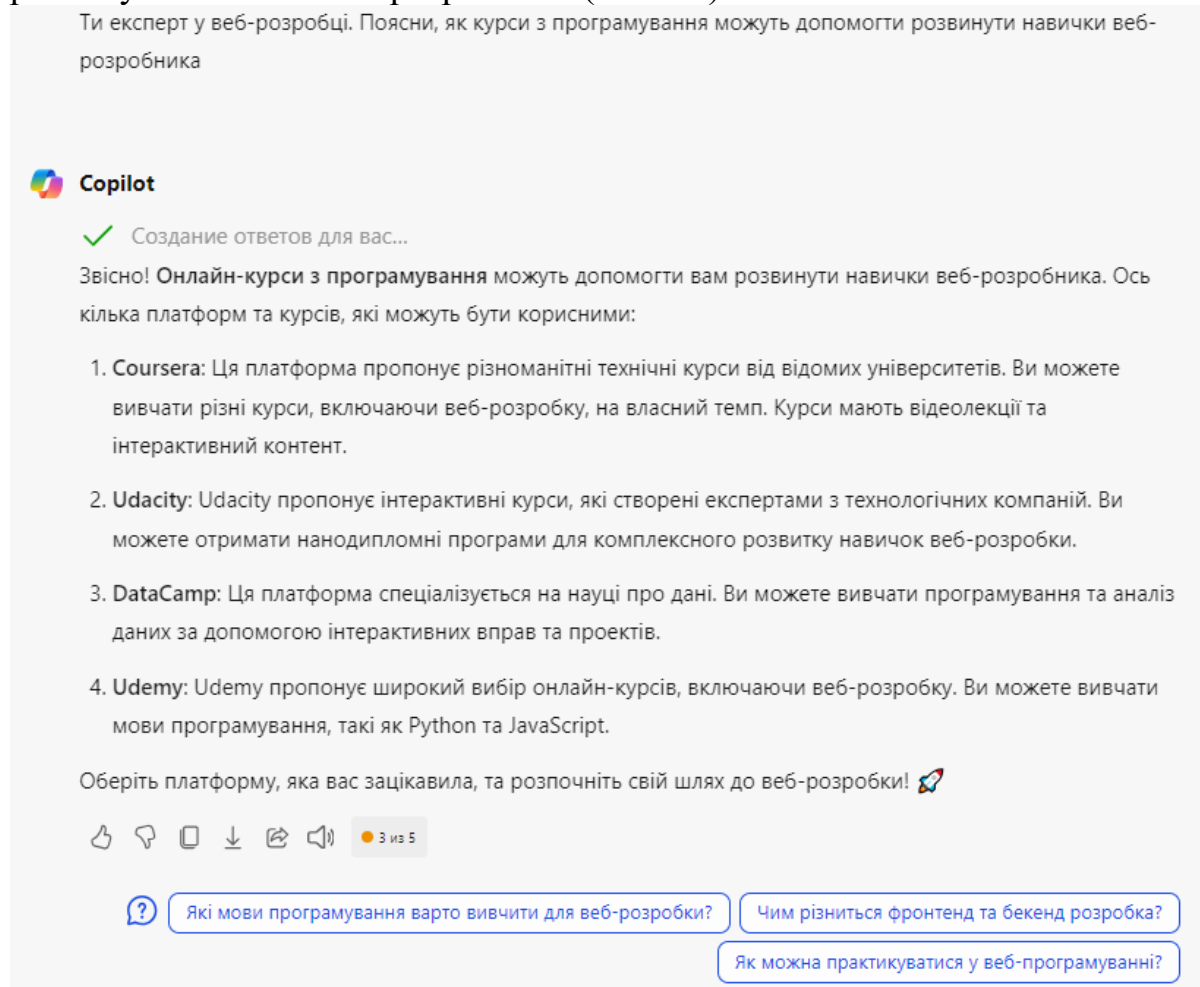 Ти експерт у веб-розробці. Поясни, як курси з програмування можуть допомогти розвинути навички веб-
розробника
Copilot
Создание ответов для вас...
Звісно! Онлайн-курси з програмування можуть допомогти вам розвинути навички веб-розробника. Ось
кілька платформ та курсів, які можуть бути корисними:
1. Coursera: Ця платформа пропонує різноманітні технічні курси від відомих університетів. Ви можете
вивчати різні курси, включаючи веб-розробку, на власний темп. Курси мають відеолекції та
інтерактивний контент.
2. Udacity: Udacity пропонує інтерактивні курси, які створені експертами з технологічних компаній. Ви
можете отримати нанодипломні програми для комплексного розвитку навичок веб-розробки.
3. DataCamp: Ця платформа спеціалізується на науці про дані. Ви можете вивчати програмування та аналіз
даних за допомогою інтерактивних вправ та проектів.
4. Udemy: Udemy пропонує широкий вибір онлайн-курсів, включаючи веб-розробку. Ви можете вивчати
мови програмування, такі як Python та JavaScript.
Оберіть платформу, яка вас зацікавила, та розпочніть свій шлях до веб-розробки! 🚀
3 из 5
Які мови програмування варто вивчити для веб-розробки?
Чим різниться фронтенд та бекенд розробка?
Як можна практикуватися у веб-програмуванні?